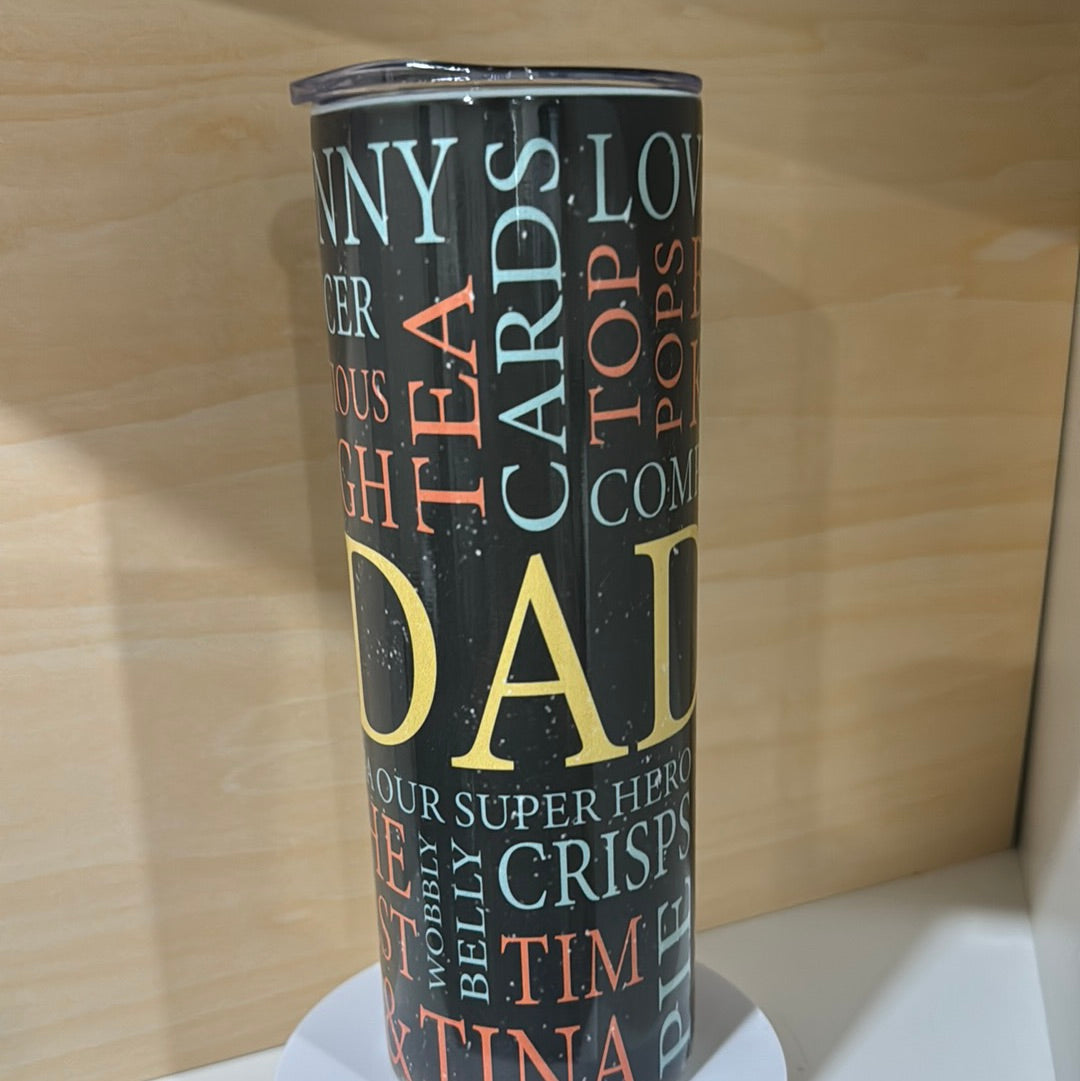 NNY
CARDS
LOV
CER
TEA
TOP
POPS
IOUS
GH
COM
DAD
OUR SUPER HERO
HE
WOBBLY
BELLY
CRISPS
ST
TIM
PIE
& TINA